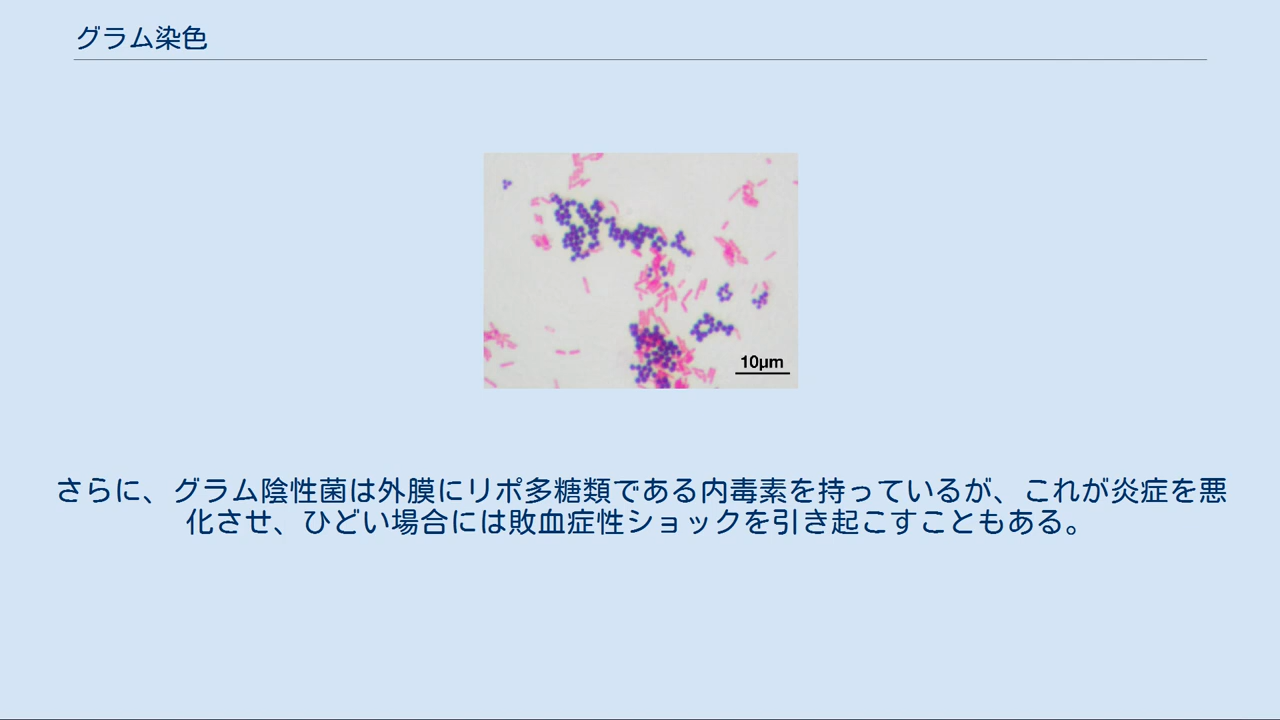 グラム染色
10µm
さらに、グラム陰性菌は外膜にリポ多糖類である内毒素を持っているが、これが炎症を悪
化させ、ひどい場合には敗血症性ショックを引き起こすこともある。